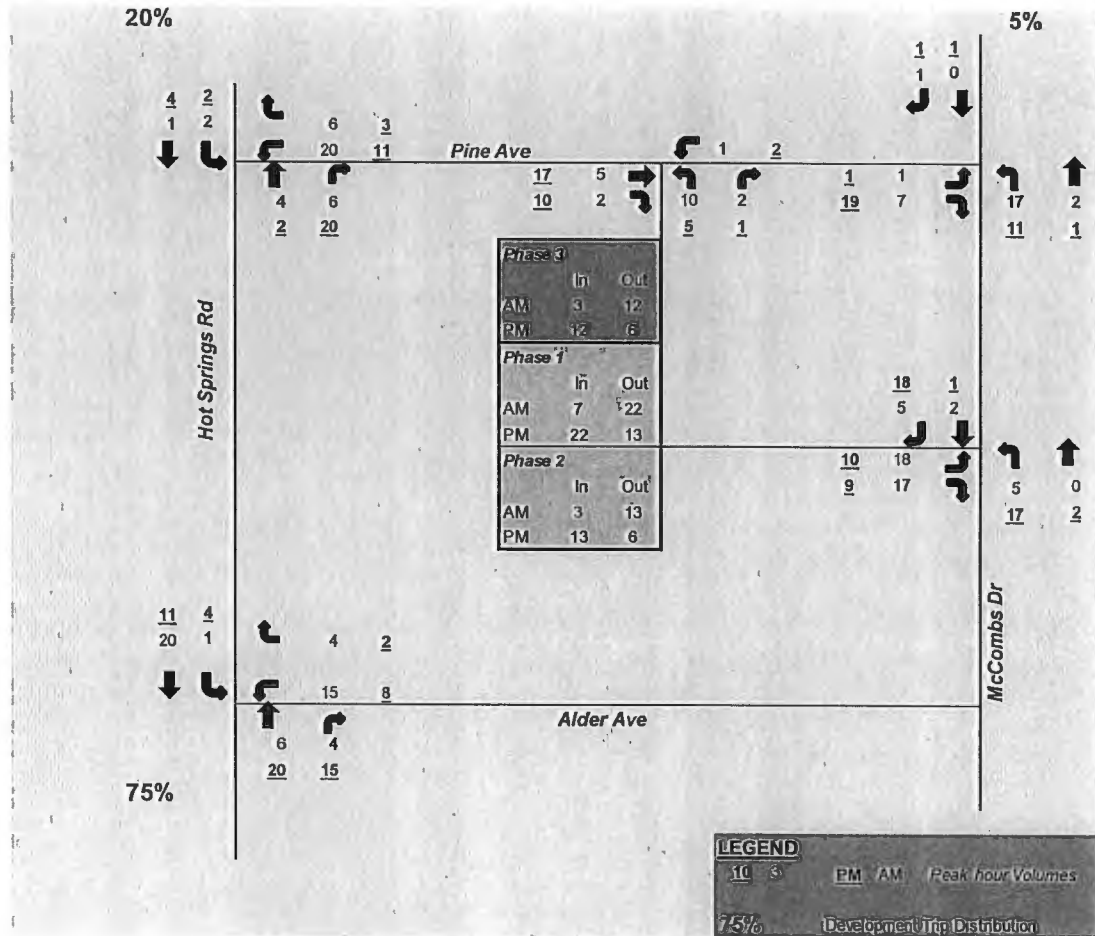 20% 5%
1 1
1 0
4 2
1 2
6 3
20 11
Pine Ave
1 2
4 6
2 20
17 5
10 2
10 2
5 1
1 1
19 7
17 2
11 1
Phase 3
In Out
AM 3 12
PM 12 6
Phase 1
In Out
AM 7 22
PM 22 13
Phase 2
In Out
AM 3 13
PM 13 6
Hot Springs Rd
18 1
5 2
10 18
9 17
5 0
17 2
McCombs Dr
11 4
20 1
4 2
15 8
Alder Ave
6 4
20 15
75%
LEGEND
10 3 PM AM Peak hour Volumes
75% Development Trip Distribution